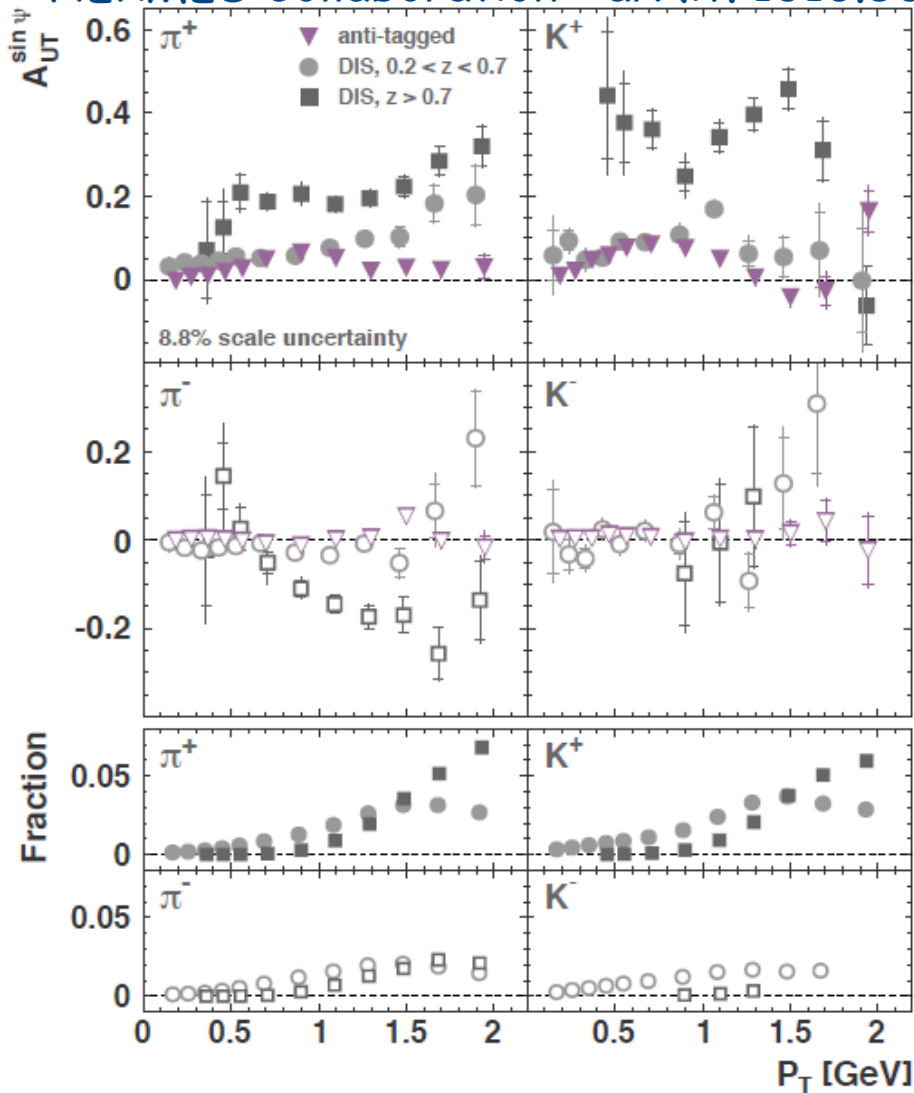 π+
K+
A UT sin ψ
anti-tagged
DIS, 0.2 < z < 0.7
DIS, z > 0.7
0.6
0.4
0.2
0
8.8% scale uncertainty
π-
K-
0.2
0
-0.2
Fraction
π+
K+
0.05
0
π-
K-
0.05
0
0 0.5 1 1.5 2 0.5 1 1.5 2
P_T [GeV]